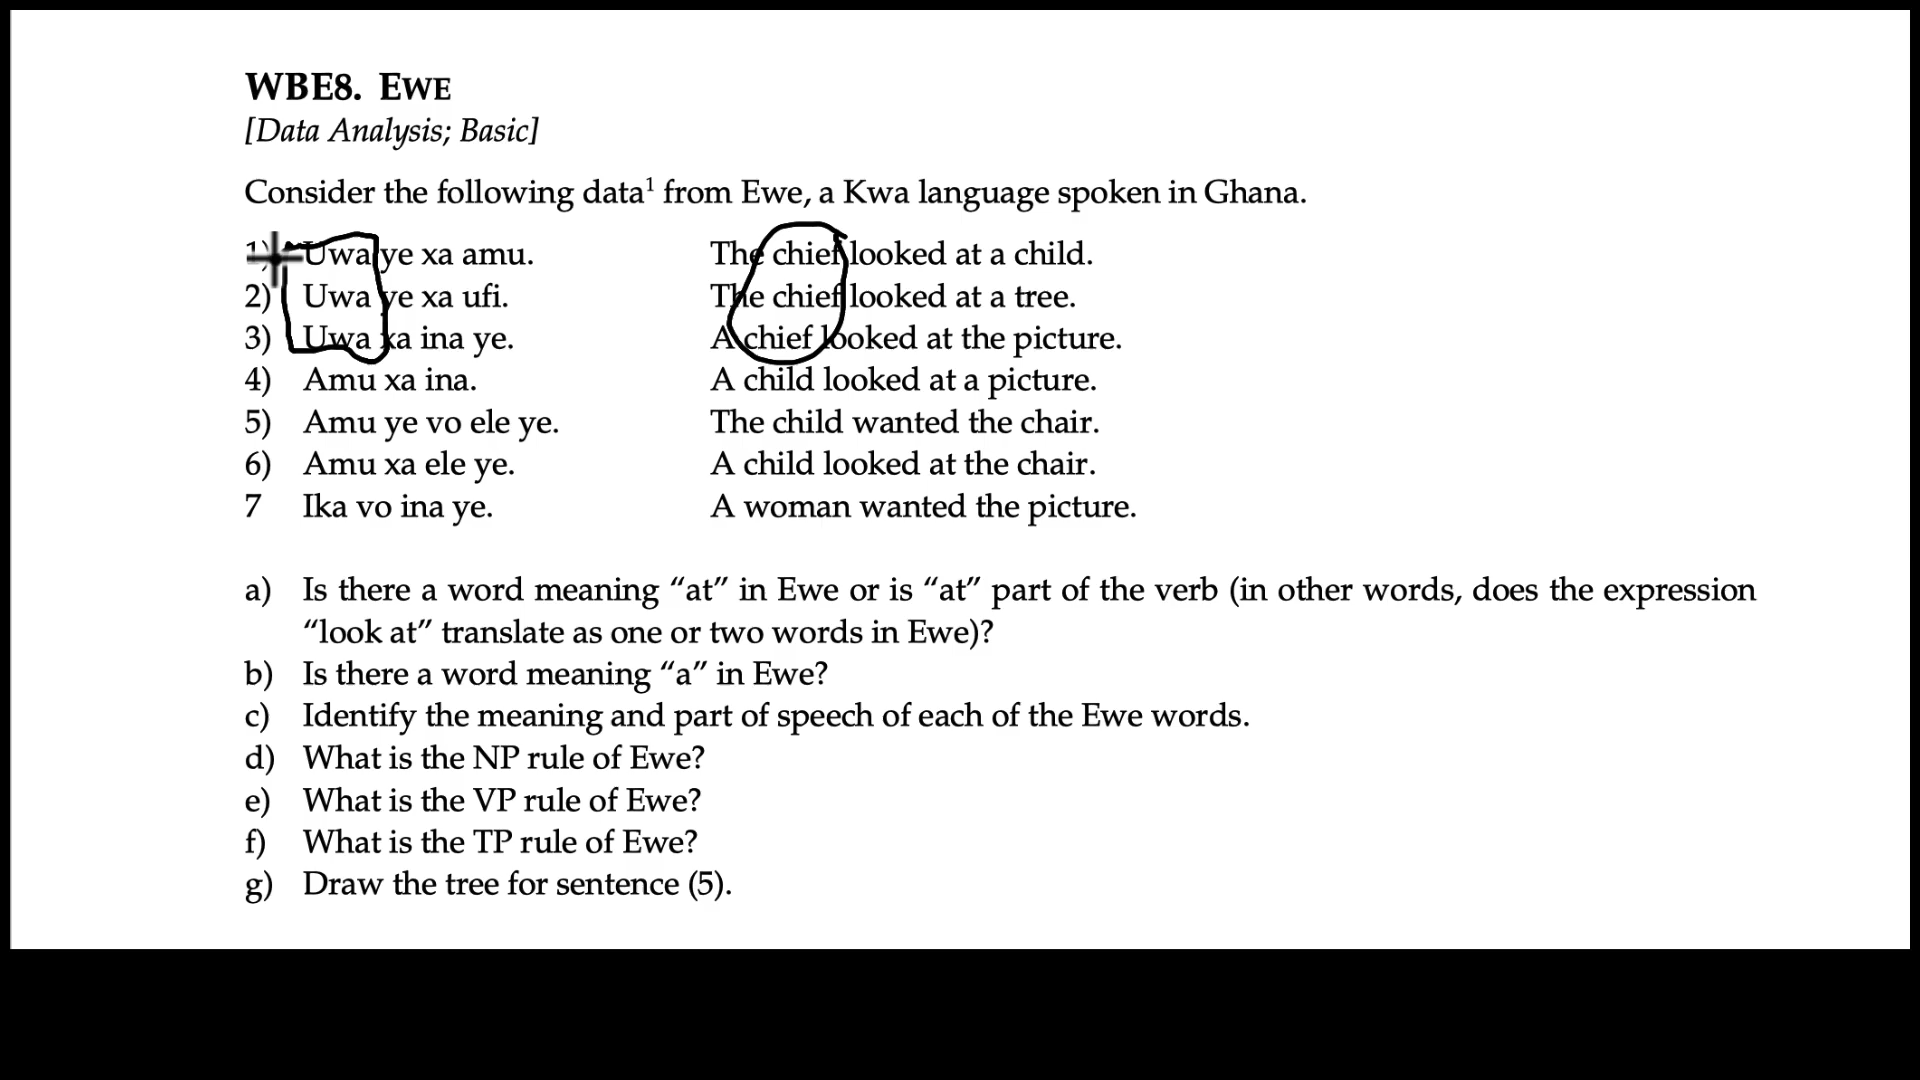 WBE8. EWE
[Data Analysis; Basic]
Consider the following data1 from Ewe, a Kwa language spoken in Ghana.
1) Uwa ye xa amu. The chief looked at a child.
2) Uwa ye xa ufi. The chief looked at a tree.
3) Uwa xa ina ye. A chief looked at the picture.
4) Amu xa ina. A child looked at a picture.
5) Amu ye vo ele ye. The child wanted the chair.
6) Amu xa ele ye. A child looked at the chair.
7 Ika vo ina ye. A woman wanted the picture.
a) Is there a word meaning “at” in Ewe or is “at” part of the verb (in other words, does the expression
“look at” translate as one or two words in Ewe)?
b) Is there a word meaning “a” in Ewe?
c) Identify the meaning and part of speech of each of the Ewe words.
d) What is the NP rule of Ewe?
e) What is the VP rule of Ewe?
f) What is the TP rule of Ewe?
g) Draw the tree for sentence (5).